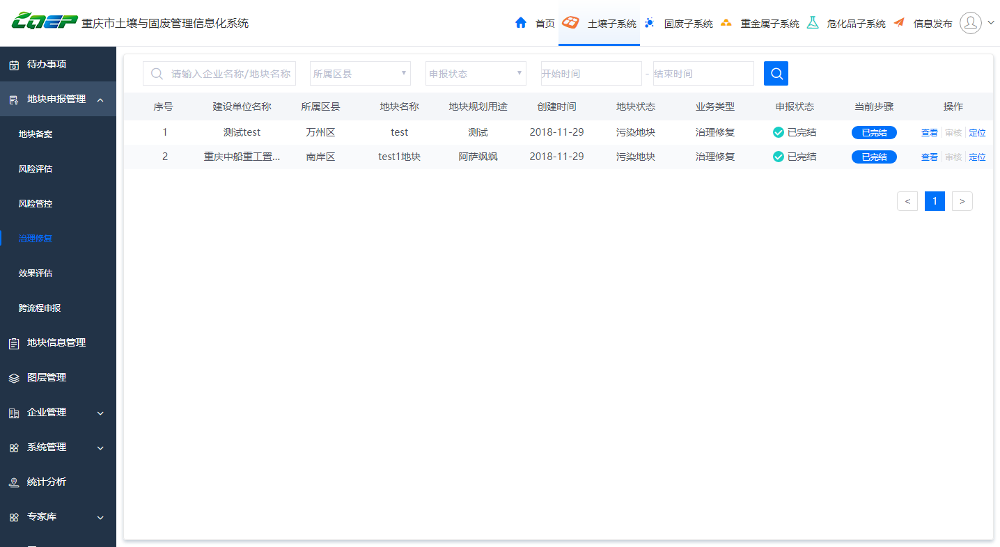 CQEP 重庆市土壤与固废管理信息化系统
首页 土壤子系统 固废子系统 重金属子系统 危化品子系统 信息发布
待办事项
地块申报管理
地块备案
风险评估
风险管控
治理修复
效果评估
跨流程申报
地块信息管理
图层管理
企业管理
系统管理
统计分析
专家库
请输入企业名称/地块名称 所属区县 申报状态 开始时间 - 结束时间
序号 建设单位名称 所属区县 地块名称 地块规划用途 创建时间 地块状态 业务类型 申报状态 当前步骤 操作
1 测试test 万州区 test 测试 2018-11-29 污染地块 治理修复 已完结 已完结 查看 审核 定位
2 重庆中船重工置... 南岸区 test1地块 阿萨飒飒 2018-11-29 污染地块 治理修复 已完结 已完结 查看 审核 定位
< 1 >